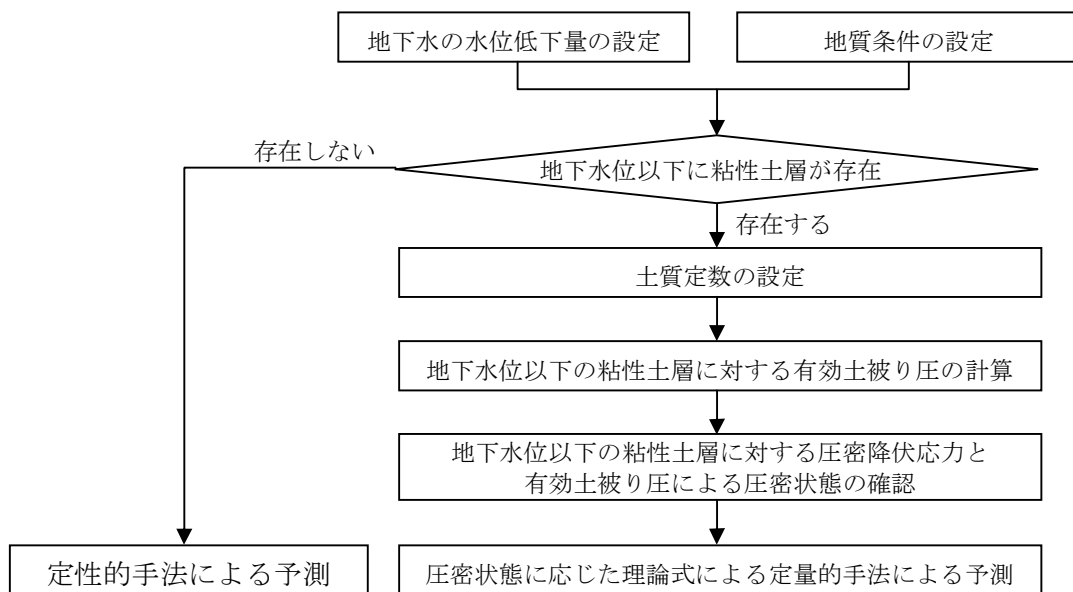 地下水の水位低下量の設定
地質条件の設定
存在しない
地下水位以下に粘性土層が存在
存在する
土質定数の設定
地下水位以下の粘性土層に対する有効土被り圧の計算
地下水位以下の粘性土層に対する圧密降伏応力と
有効土被り圧による圧密状態の確認
定性的手法による予測
圧密状態に応じた理論式による定量的手法による予測